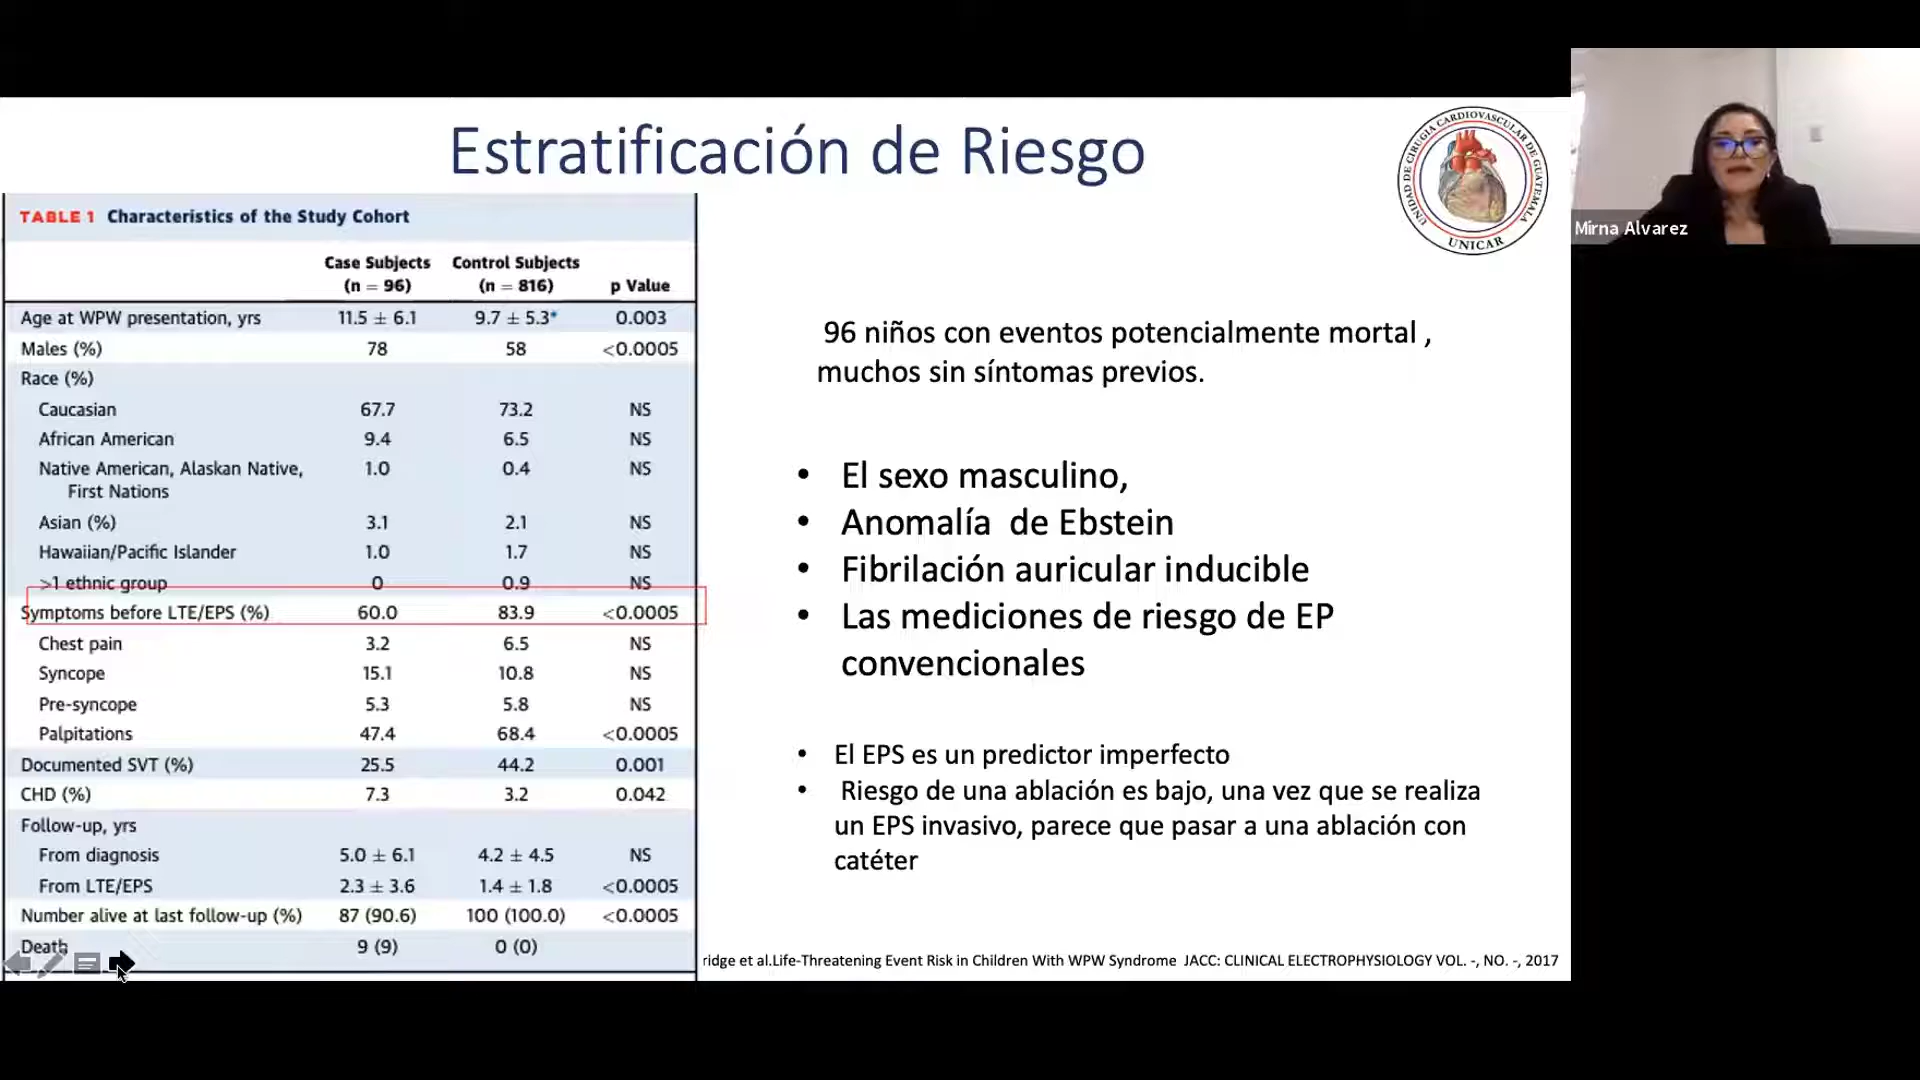 Estratificación de Riesgo
UNIDAD DE CIRUGIA CARDIOVASCULAR DE GUATEMALA
UNICAR
Mirna Alvarez
TABLE 1 Characteristics of the Study Cohort
Case Subjects (n = 96) Control Subjects (n = 816) p Value
Age at WPW presentation, yrs 11.5 ± 6.1 9.7 ± 5.3* 0.003
Males (%) 78 58 <0.0005
Race (%)
Caucasian 67.7 73.2 NS
African American 9.4 6.5 NS
Native American, Alaskan Native, 1.0 0.4 NS
First Nations
Asian (%) 3.1 2.1 NS
Hawaiian/Pacific Islander 1.0 1.7 NS
>1 ethnic group 0 0.9 NS
Symptoms before LTE/EPS (%) 60.0 83.9 <0.0005
Chest pain 3.2 6.5 NS
Syncope 15.1 10.8 NS
Pre-syncope 5.3 5.8 NS
Palpitations 47.4 68.4 <0.0005
Documented SVT (%) 25.5 44.2 0.001
CHD (%) 7.3 3.2 0.042
Follow-up, yrs
From diagnosis 5.0 ± 6.1 4.2 ± 4.5 NS
From LTE/EPS 2.3 ± 3.6 1.4 ± 1.8 <0.0005
Number alive at last follow-up (%) 87 (90.6) 100 (100.0) <0.0005
Death 9 (9) 0 (0)
96 niños con eventos potencialmente mortal ,
muchos sin síntomas previos.
• El sexo masculino,
• Anomalía de Ebstein
• Fibrilación auricular inducible
• Las mediciones de riesgo de EP
convencionales
• El EPS es un predictor imperfecto
• Riesgo de una ablación es bajo, una vez que se realiza
un EPS invasivo, parece que pasar a una ablación con
catéter
ridge et al.Life-Threatening Event Risk in Children With WPW Syndrome JACC: CLINICAL ELECTROPHYSIOLOGY VOL. -, NO. -, 2017